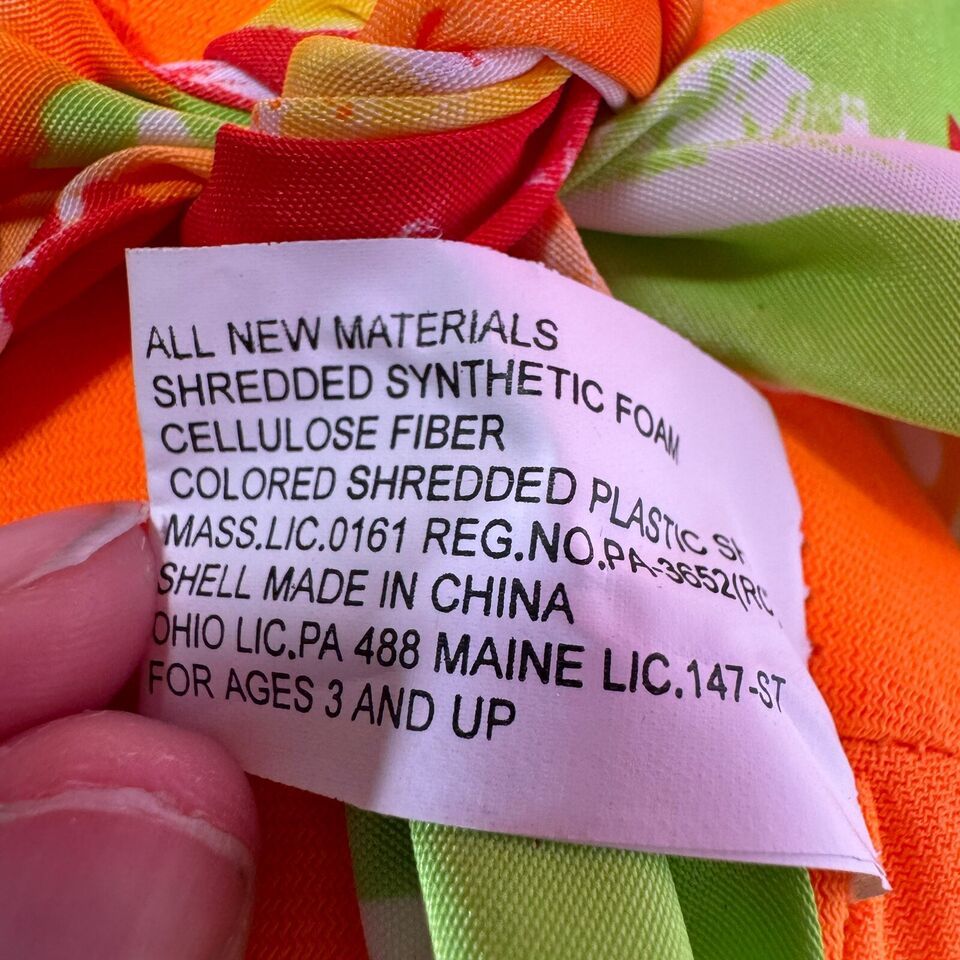 ALL NEW MATERIALS
SHREDDED SYNTHETIC FOAM
CELLULOSE FIBER
COLORED SHREDDED PLASTIC
MASS.LIC.0161 REG.NO.PA-3652(RC
SHELL MADE IN CHINA
OHIO LIC.PA 488 MAINE LIC.147-ST
FOR AGES 3 AND UP